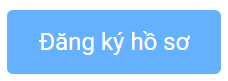 Đăng ký hồ sơ